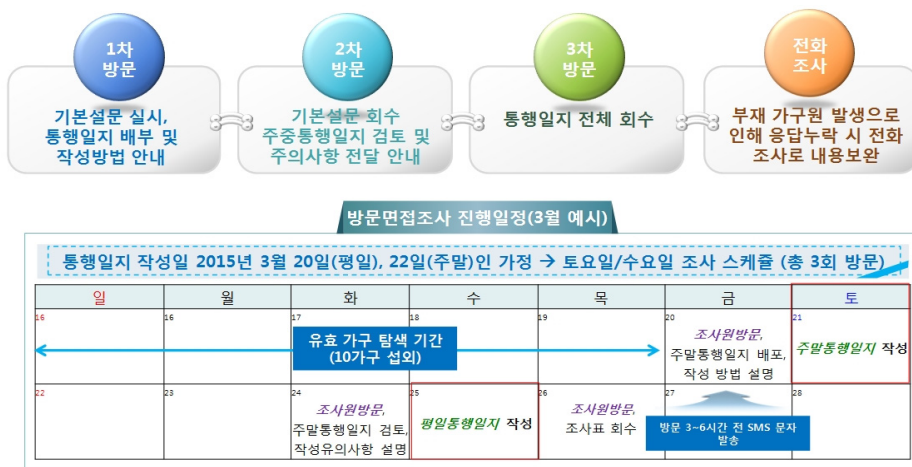 1차
방문
2차
방문
3차
방문
전화
조사
기본설문 실시,
통행일지 배부 및
작성방법 안내
기본설문 회수
주중통행일지 검토 및
주의사항 전달 안내
통행일지 전체 회수
부재 가구원 발생으로
인해 응답누락 시 전화
조사로 내용보완
방문면접조사 진행일정(3월 예시)
통행일지 작성일 2015년 3월 20일(평일), 22일(주말)인 가정 → 토요일/수요일 조사 스케쥴 (총 3회 방문)
일 월 화 수 목 금 토
16 16 17 18 19 20 21
유효 가구 탐색 기간
(10가구 섭외)
조사원방문,
주말통행일지 배포,
작성 방법 설명
주말통행일지 작성
22 23 24 25 26 27 28
조사원방문,
주말통행일지 검토,
작성유의사항 설명
평일통행일지 작성
조사원방문,
조사표 회수
방문 3~6시간 전 SMS 문자
발송